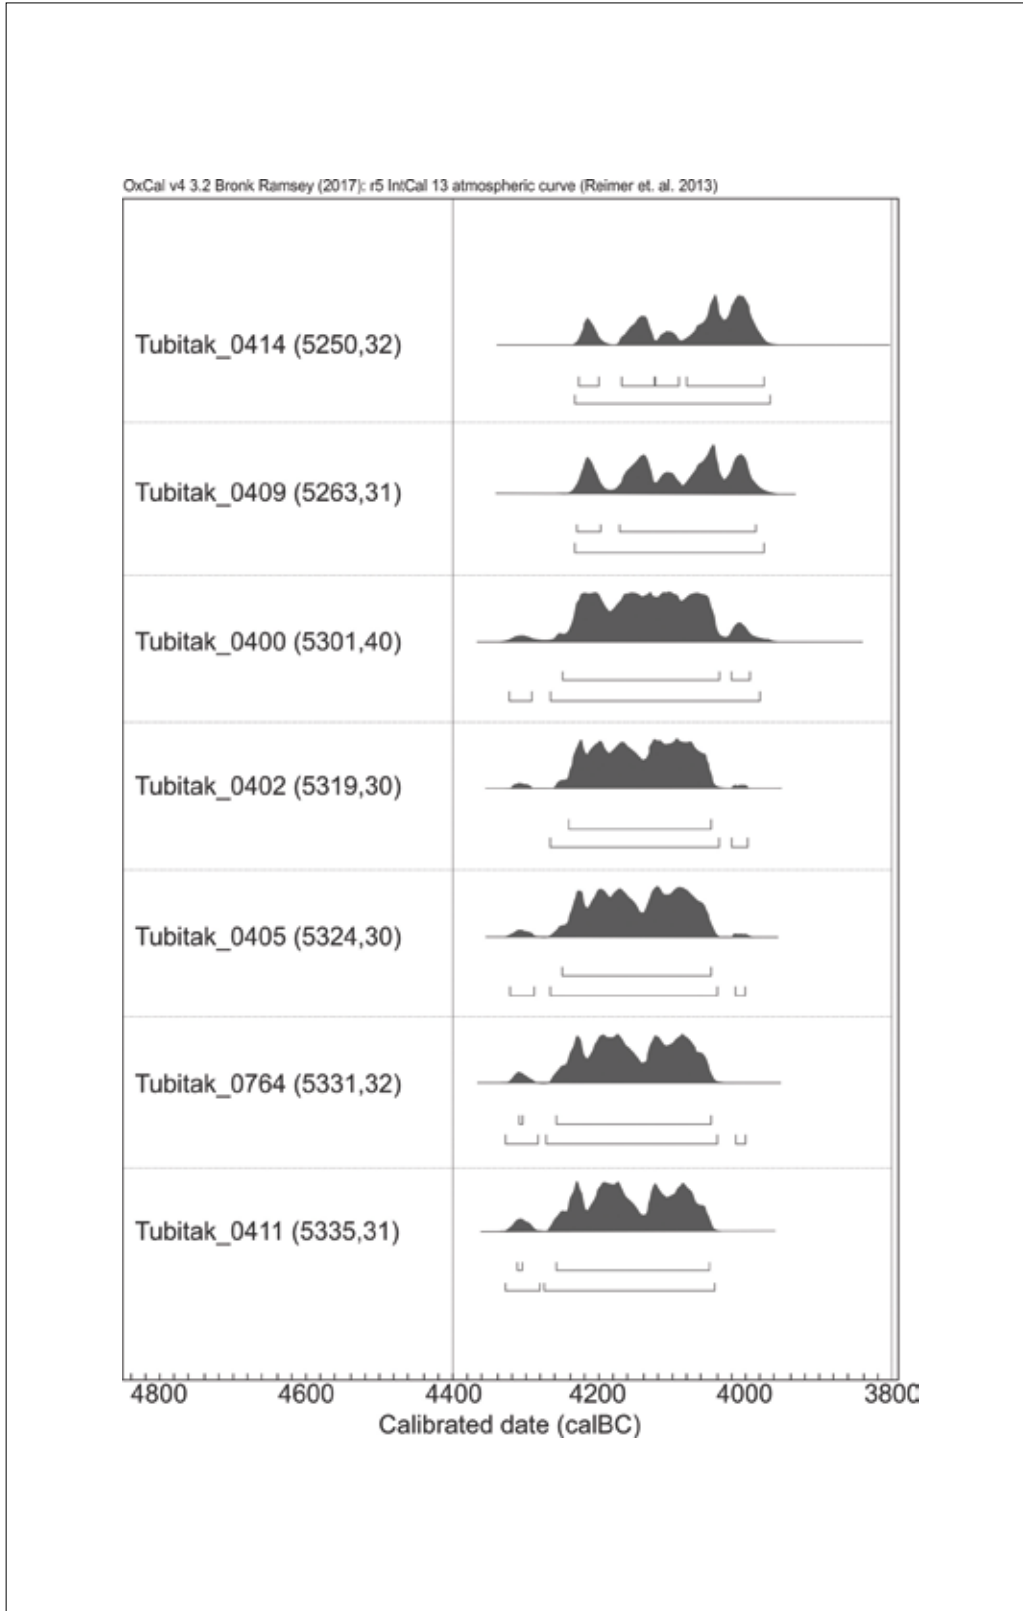 OxCal v4 3.2 Bronk Ramsey (2017): r5 IntCal 13 atmospheric curve (Reimer et. al. 2013)
Tubitak_0414 (5250,32)
Tubitak_0409 (5263,31)
Tubitak_0400 (5301,40)
Tubitak_0402 (5319,30)
Tubitak_0405 (5324,30)
Tubitak_0764 (5331,32)
Tubitak_0411 (5335,31)
4800 4600 4400 4200 4000 3800
Calibrated date (calBC)